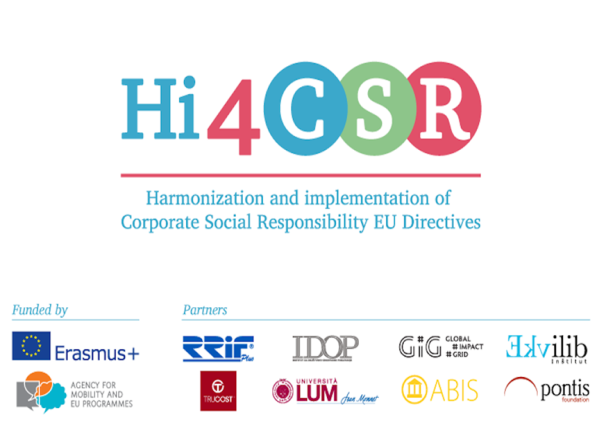 Hi4CSR
Harmonization and implementation of
Corporate Social Responsibility EU Directives
Funded by
Partners
Erasmus+
RRiF Plus
IDOP
GiG GLOBAL
#IMPACT
#GRID
EKvilib
Inštitut
AGENCY FOR
MOBILITY AND
EU PROGRAMMES
TRUCOST
UNIVERSITÀ
LUM Jean Monnet
ABIS
pontis
foundation